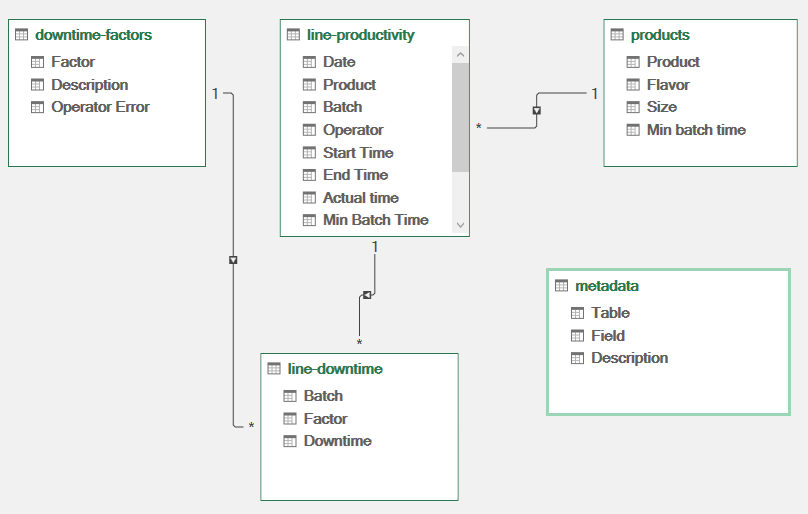 downtime-factors
Factor
Description
Operator Error
line-productivity
Date
Product
Batch
Operator
Start Time
End Time
Actual time
Min Batch Time
products
Product
Flavor
Size
Min batch time
1
*
1
1
*
*
metadata
Table
Field
Description
line-downtime
Batch
Factor
Downtime